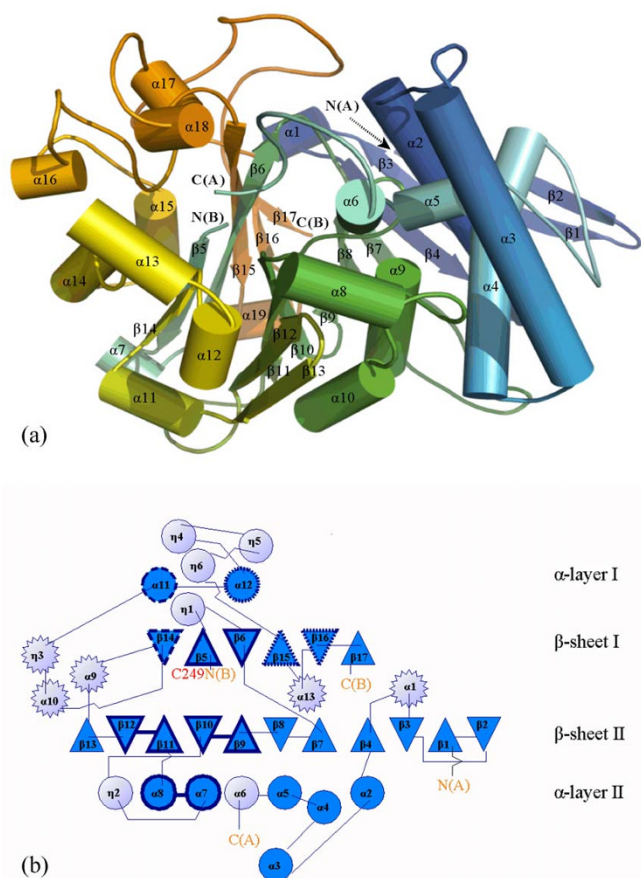 α17
α18
N(A)
α1
α2
β3
β6
C(A)
α16
α6
α5
β2
α15
N(B)
β17
C(B)
β1
β5
β16
β7
β4
α3
α13
β8
α9
α14
β15
α4
α8
α19
β9
β14
β12
α7
α12
β10
β11
β13
α11
α10
(a)
η4
η5
η6
α11
α12
α-layer I
η1
β14
β5
β6
β15
β16
β17
β-sheet I
η3
α9
C249N(B)
C(B)
α10
α13
α1
β13
β12
β11
β10
β9
β8
β7
β4
β3
β1
β2
β-sheet II
N(A)
η2
α8
α7
α6
α5
α4
α2
α-layer II
C(A)
α3
(b)